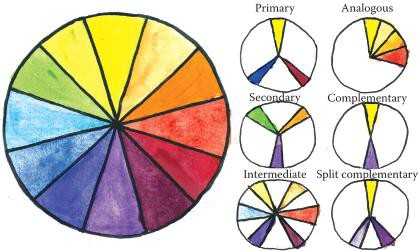 Primary
Analogous
Secondary
Complementary
Intermediate
Split complementary